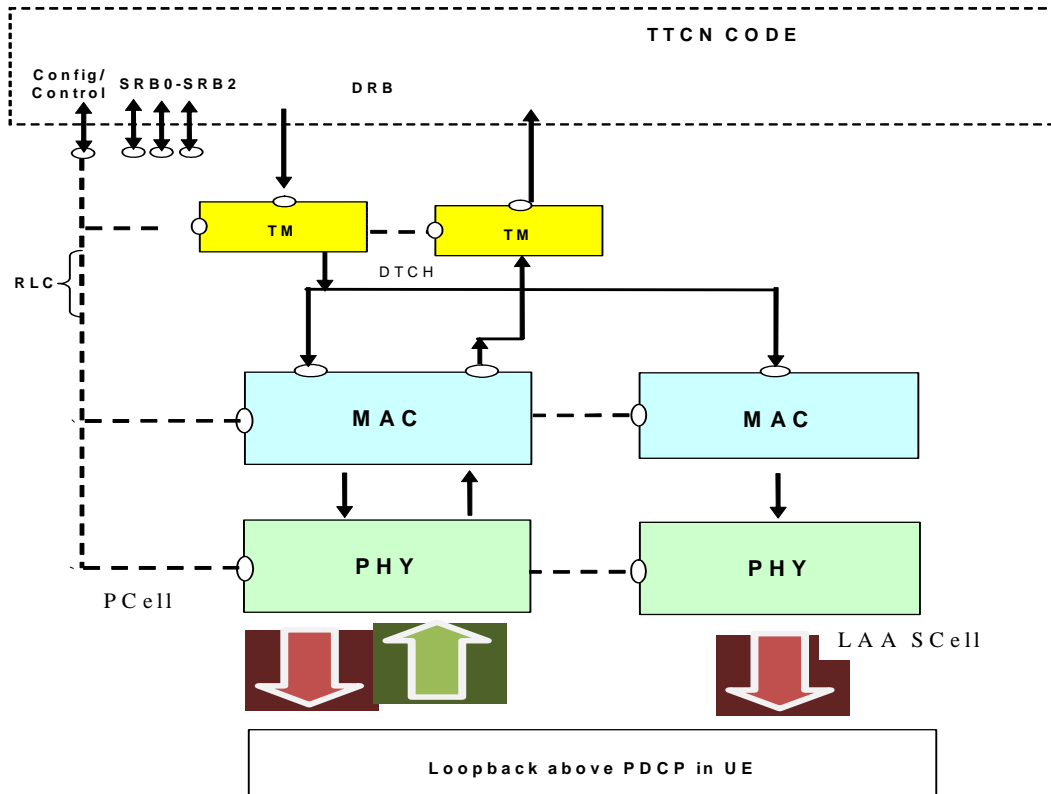 TTCN CODE
Config/
Control
SRB0-SRB2
DRB
TM
TM
DTCH
RLC
MAC
MAC
PHY
PHY
PCell
LAA SCell
Loopback above PDCP in UE